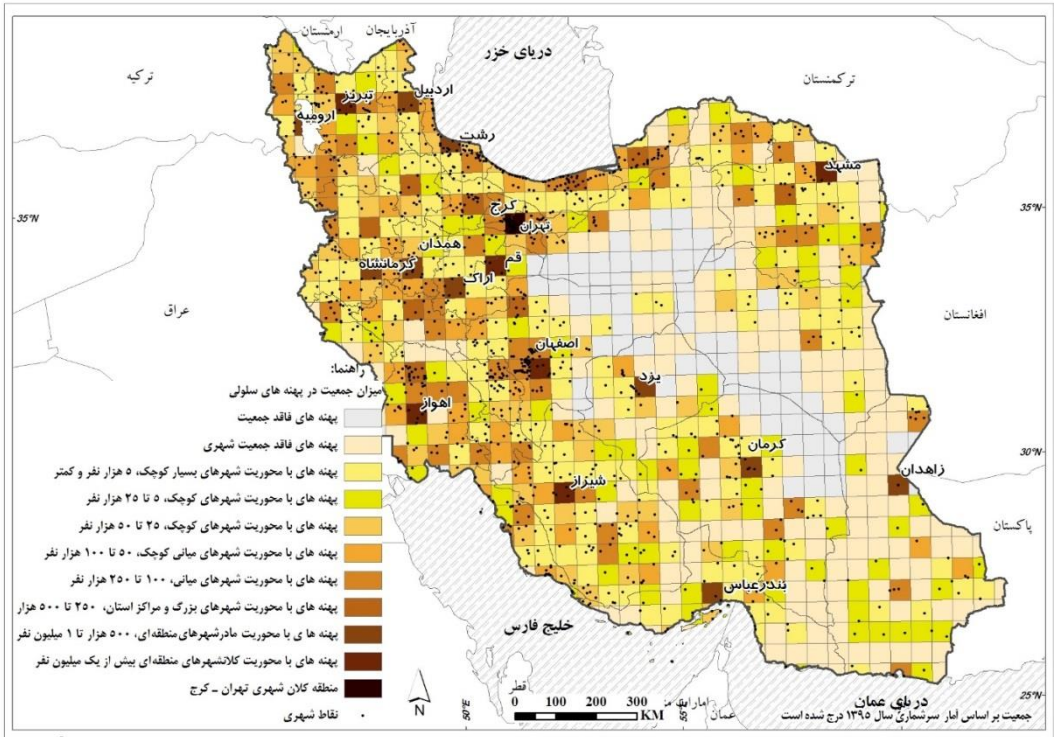 ارمنستان
آذربایجان
ترکیه
دریای خزر
ترکمنستان
اردبیل
تبریز
ارومیه
رشت
مشهد
35°N
35°N
کرج
تهران
همدان
قم
کرمانشاه
اراک
عراق
افغانستان
اصفهان
یزد
اهواز
کرمان
30°N
زاهدان
شیراز
پاکستان
بندرعباس
خلیج فارس
قطر
امارات
عمان
دریای عمان
25°N
50°E
55°E
راهنما:
میزان جمعیت در پهنه های سلولی
پهنه های فاقد جمعیت
پهنه های فاقد جمعیت شهری
پهنه های با محوریت شهرهای بسیار کوچک، ۵ هزار نفر و کمتر
پهنه های با محوریت شهرهای کوچک، ۵ تا ۲۵ هزار نفر
پهنه های با محوریت شهرهای کوچک، ۲۵ تا ۵۰ هزار نفر
پهنه های با محوریت شهرهای میانی کوچک، ۵۰ تا ۱۰۰ هزار نفر
پهنه های با محوریت شهرهای میانی، ۱۰۰ تا ۲۵۰ هزار نفر
پهنه های با محوریت شهرهای بزرگ و مراکز استان، ۲۵۰ تا ۵۰۰ هزار
پهنه ها ی با محوریت مادرشهرهای منطقه‌ای، ۵۰۰ هزار تا ۱ میلیون نفر
پهنه های با محوریت کلانشهرهای منطقه‌ای بیش از یک میلیون نفر
منطقه کلان شهری تهران ـ کرج
نقاط شهری
N
0 50 100 200 300
KM
جمعیت بر اساس آمار سرشماری سال ۱۳۹۵ درج شده است